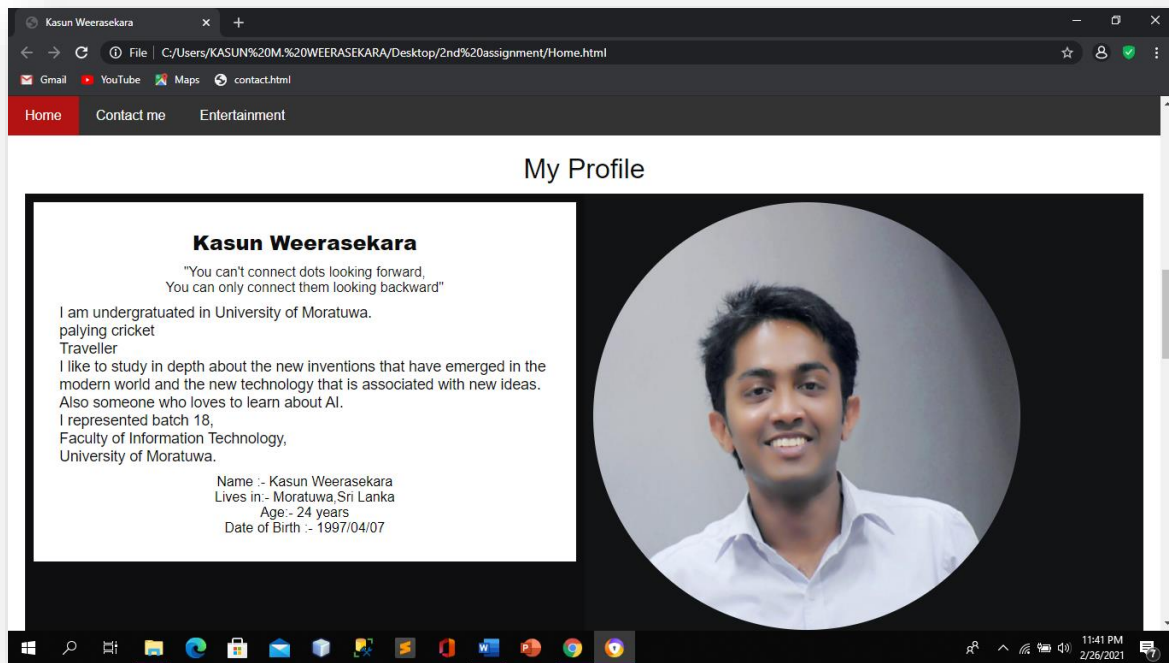 Kasun Weerasekara
File | C:/Users/KASUN%20M.%20WEERASEKARA/Desktop/2nd%20assignment/Home.html
Gmail YouTube Maps contact.html
Home Contact me Entertainment
My Profile
Kasun Weerasekara
"You can't connect dots looking forward,
You can only connect them looking backward"
I am undergratuated in University of Moratuwa.
palying cricket
Traveller
I like to study in depth about the new inventions that have emerged in the
modern world and the new technology that is associated with new ideas.
Also someone who loves to learn about AI.
I represented batch 18,
Faculty of Information Technology,
University of Moratuwa.
Name :- Kasun Weerasekara
Lives in:- Moratuwa,Sri Lanka
Age:- 24 years
Date of Birth :- 1997/04/07
11:41 PM
2/26/2021
7